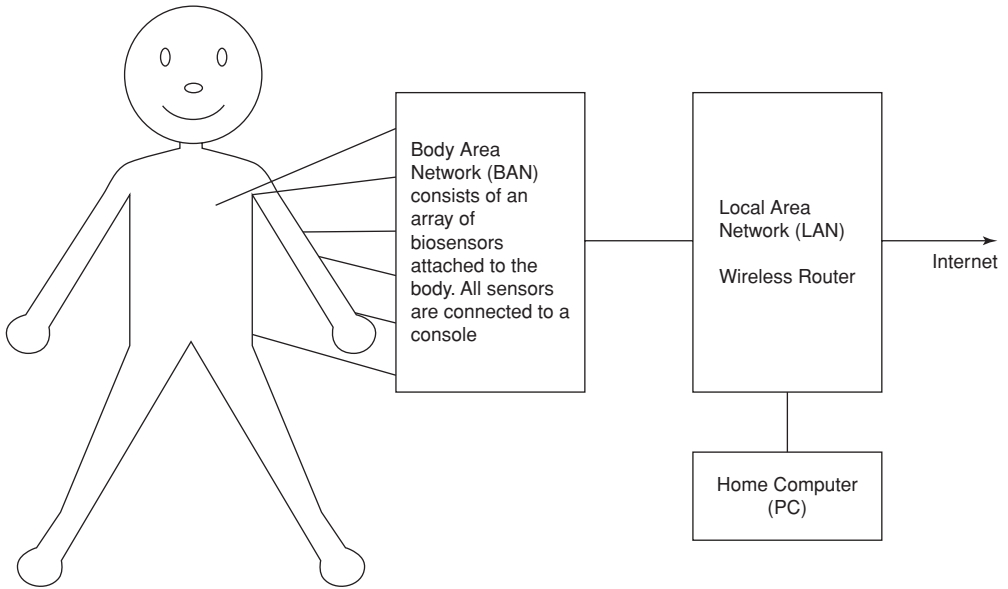 Body Area
Network (BAN)
consists of an
array of
biosensors
attached to the
body. All sensors
are connected to a
console
Local Area
Network (LAN)
Wireless Router
Internet
Home Computer
(PC)